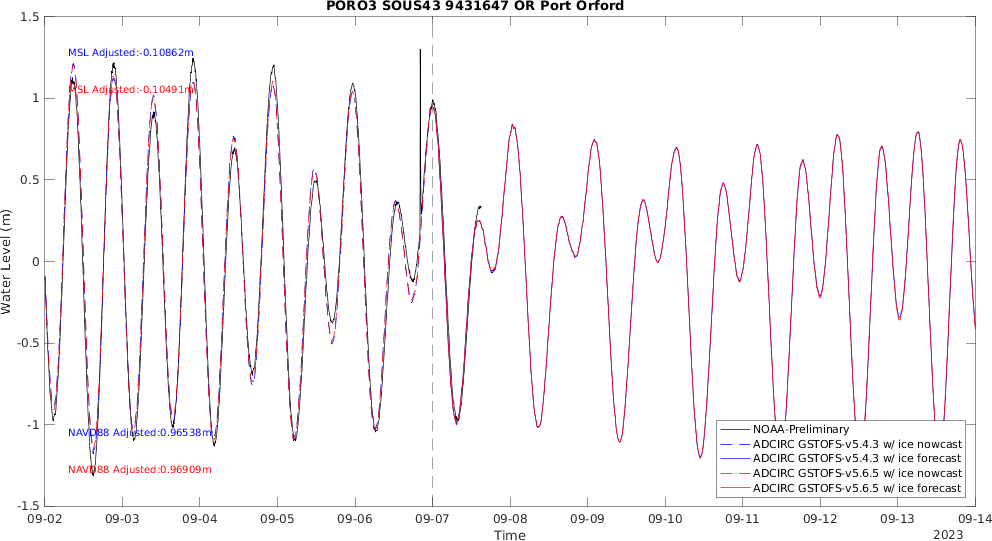 PORO3 SOUS43 9431647 OR Port Orford
1.5
1
0.5
0
-0.5
-1
-1.5
Water Level (m)
MSL Adjusted:-0.10862m
MSL Adjusted:-0.10491m
NAVD88 Adjusted:0.96538m
NAVD88 Adjusted:0.96909m
NOAA-Preliminary
ADCIRC GSTOFS-v5.4.3 w/ ice nowcast
ADCIRC GSTOFS-v5.4.3 w/ ice forecast
ADCIRC GSTOFS-v5.6.5 w/ ice nowcast
ADCIRC GSTOFS-v5.6.5 w/ ice forecast
09-02 09-03 09-04 09-05 09-06 09-07 09-08 09-09 09-10 09-11 09-12 09-13 09-14
Time
2023